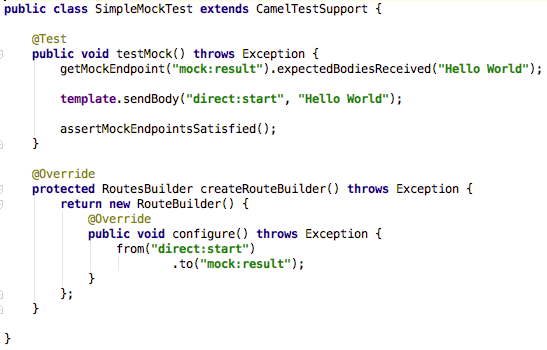 public class SimpleMockTest extends CamelTestSupport {
@Test
public void testMock() throws Exception {
getMockEndpoint("mock:result").expectedBodiesReceived("Hello World");
template.sendBody("direct:start", "Hello World");
assertMockEndpointsSatisfied();
}
@Override
protected RoutesBuilder createRouteBuilder() throws Exception {
return new RouteBuilder() {
@Override
public void configure() throws Exception {
from("direct:start")
.to("mock:result");
}
};
}
}